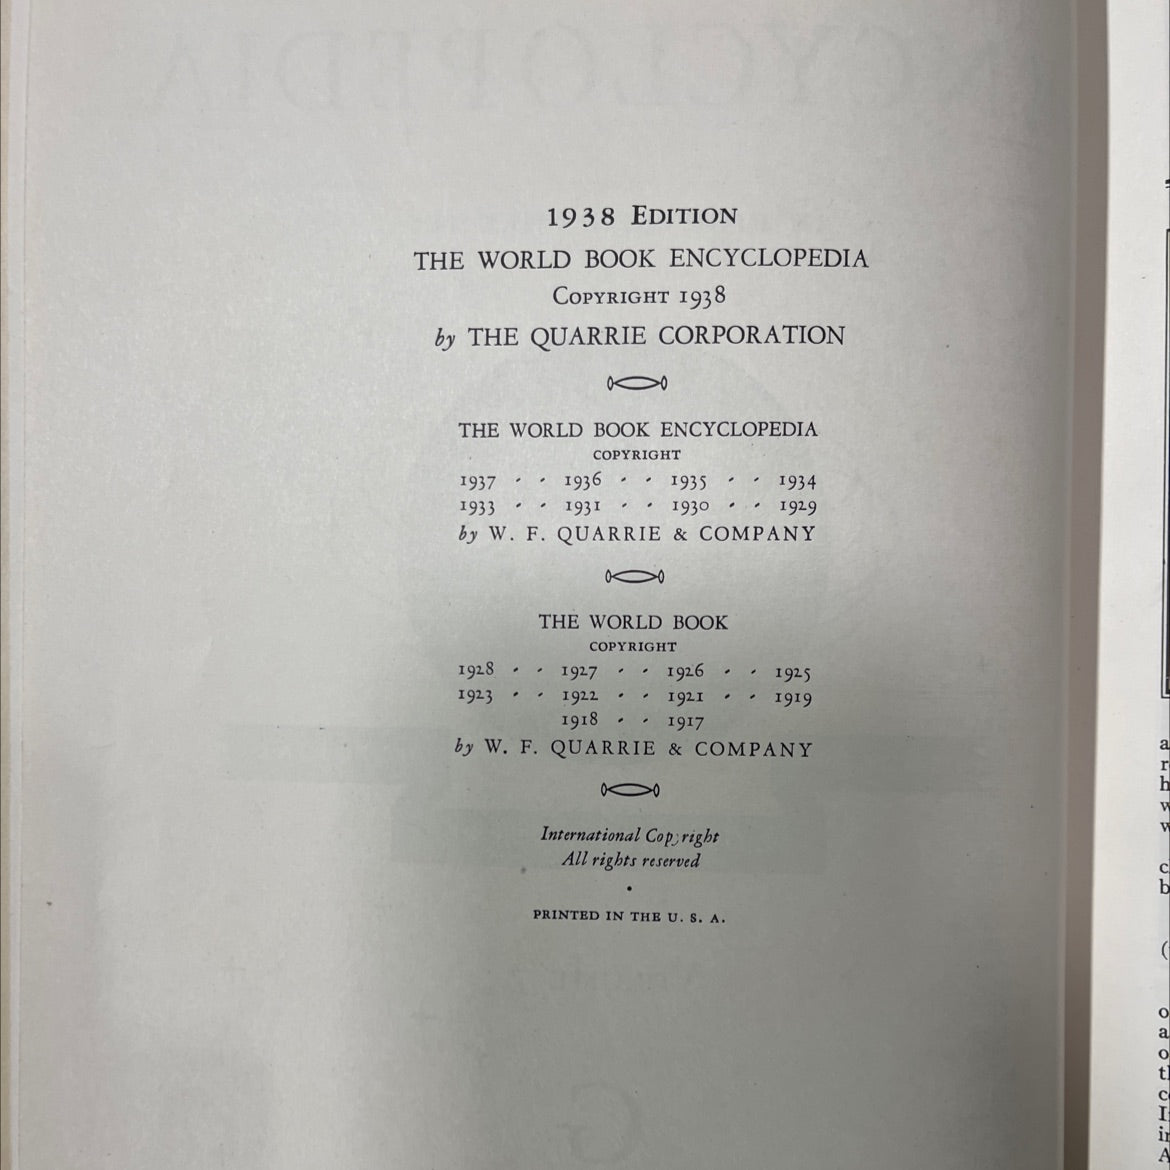 1938 EDITION
THE WORLD BOOK ENCYCLOPEDIA
COPYRIGHT 1938
by THE QUARRIE CORPORATION
THE WORLD BOOK ENCYCLOPEDIA
COPYRIGHT
1937 · · 1936 · · 1935 · · 1934
1933 · · 1931 · · 1930 · · 1929
by W. F. QUARRIE & COMPANY
THE WORLD BOOK
COPYRIGHT
1928 · · 1927 · · 1926 · · 1925
1923 · · 1922 · · 1921 · · 1919
1918 · · 1917
by W. F. QUARRIE & COMPANY
International Copyright
All rights reserved
·
PRINTED IN THE U. S. A.